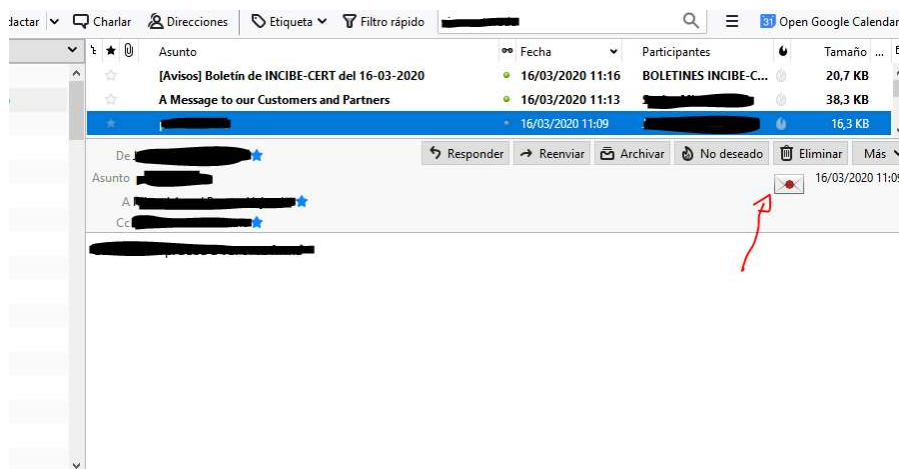 dactar Charlar Direcciones Etiqueta Filtro rápido 31 Open Google Calendar
Asunto Fecha Participantes Tamaño ...
[Avisos] Boletín de INCIBE-CERT del 16-03-2020 16/03/2020 11:16 BOLETINES INCIBE-C... 20,7 KB
A Message to our Customers and Partners 16/03/2020 11:13 38,3 KB
16/03/2020 11:09 16,3 KB
De Responder Reenviar Archivar No deseado Eliminar Más
Asunto 16/03/2020 11:09
A
Cc